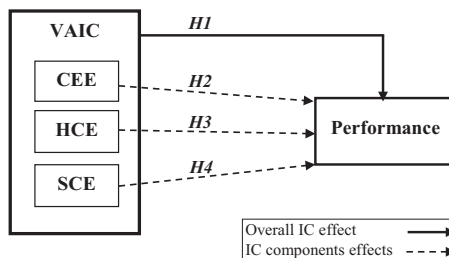 VAIC
H1
CEE
H2
HCE
H3
Performance
SCE
H4
Overall IC effect
IC components effects